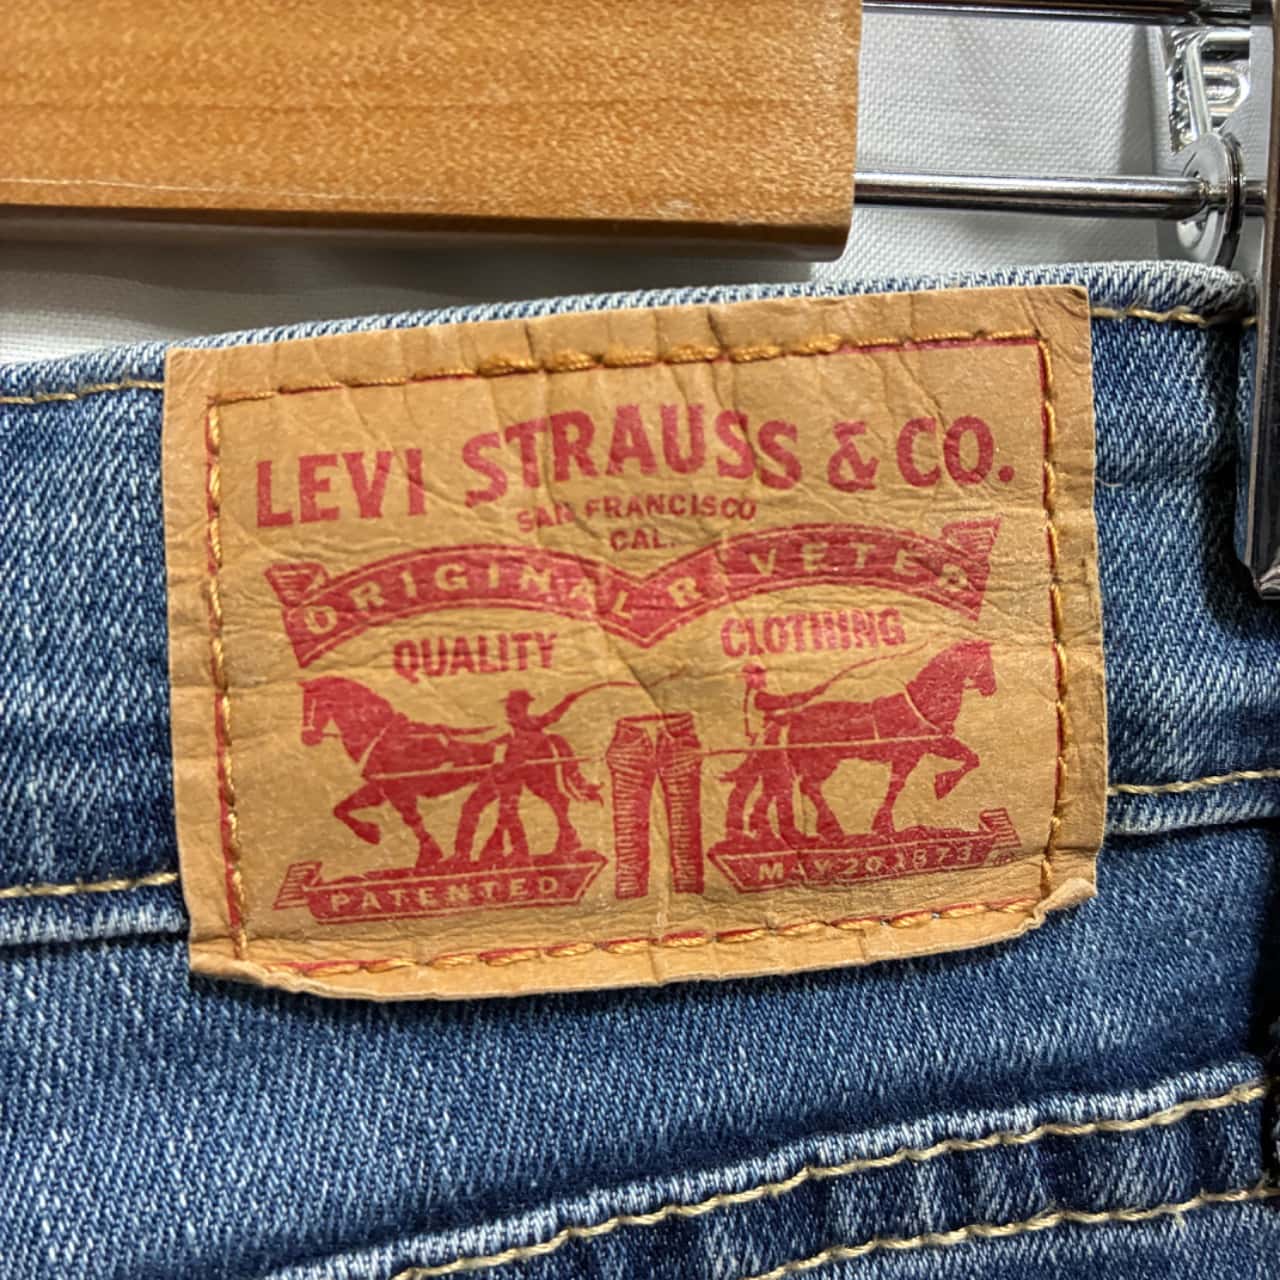 LEVI STRAUSS & CO.
SAN FRANCISCO
CAL.
ORIGINAL RIVETED
QUALITY CLOTHING
PATENTED MAY 20 1873